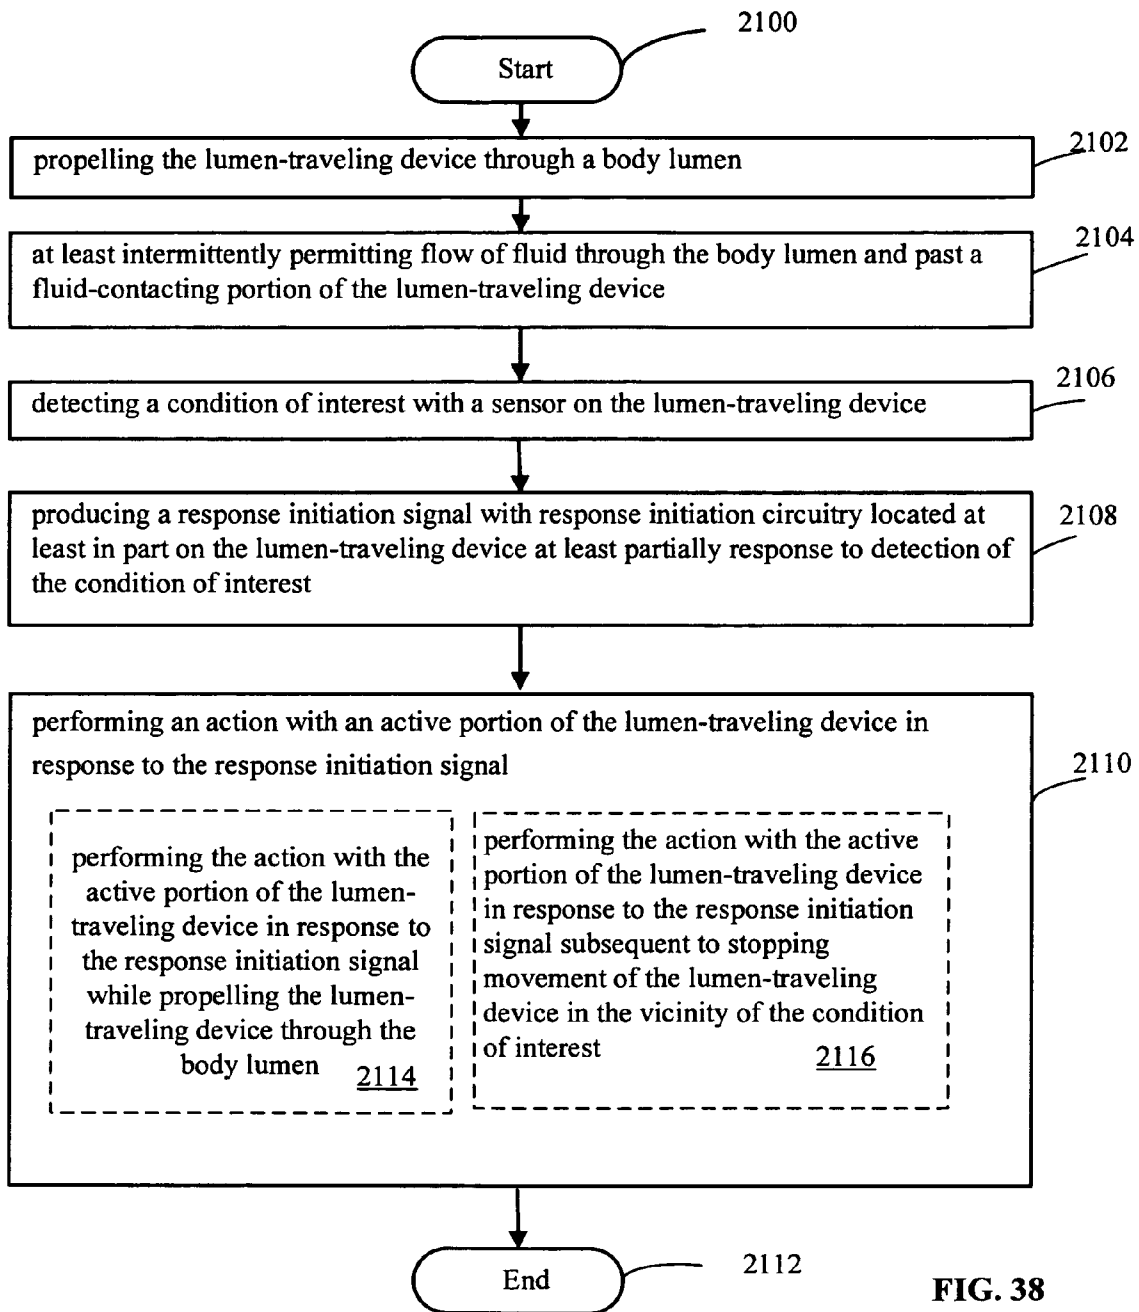 2100
Start
2102
propelling the lumen-traveling device through a body lumen
2104
at least intermittently permitting flow of fluid through the body lumen and past a
fluid-contacting portion of the lumen-traveling device
2106
detecting a condition of interest with a sensor on the lumen-traveling device
producing a response initiation signal with response initiation circuitry located at
least in part on the lumen-traveling device at least partially response to detection of
the condition of interest
2108
performing an action with an active portion of the lumen-traveling device in
response to the response initiation signal
2110
performing the action with the
active portion of the lumen-
traveling device in response to
the response initiation signal
while propelling the lumen-
traveling device through the
body lumen
2114
performing the action with the active
portion of the lumen-traveling device
in response to the response initiation
signal subsequent to stopping
movement of the lumen-traveling
device in the vicinity of the condition
of interest
2116
End
2112
FIG. 38